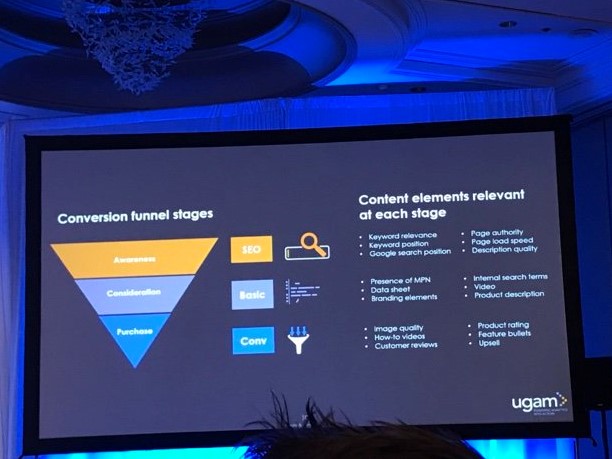 Conversion funnel stages
Awareness
Consideration
Purchase
SEO
Basic
Conv
Content elements relevant
at each stage
• Keyword relevance
• Keyword position
• Google search position
• Page authority
• Page load speed
• Description quality
• Presence of MPN
• Data sheet
• Branding elements
• Internal search terms
• Video
• Product description
• Image quality
• How-to videos
• Customer reviews
• Product rating
• Feature bullets
• Upsell
ugam